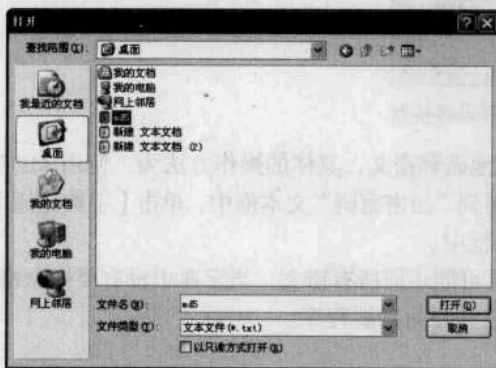 打开
查找范围(I): 桌面
我的文档
我的电脑
网上邻居
md5
新建 文本文档
新建 文本文档 (2)
我最近的文档
桌面
我的文档
我的电脑
网上邻居
文件名(N): md5 打开(O)
文件类型(T): 文本文件(*.txt) 取消
以只读方式打开(R)